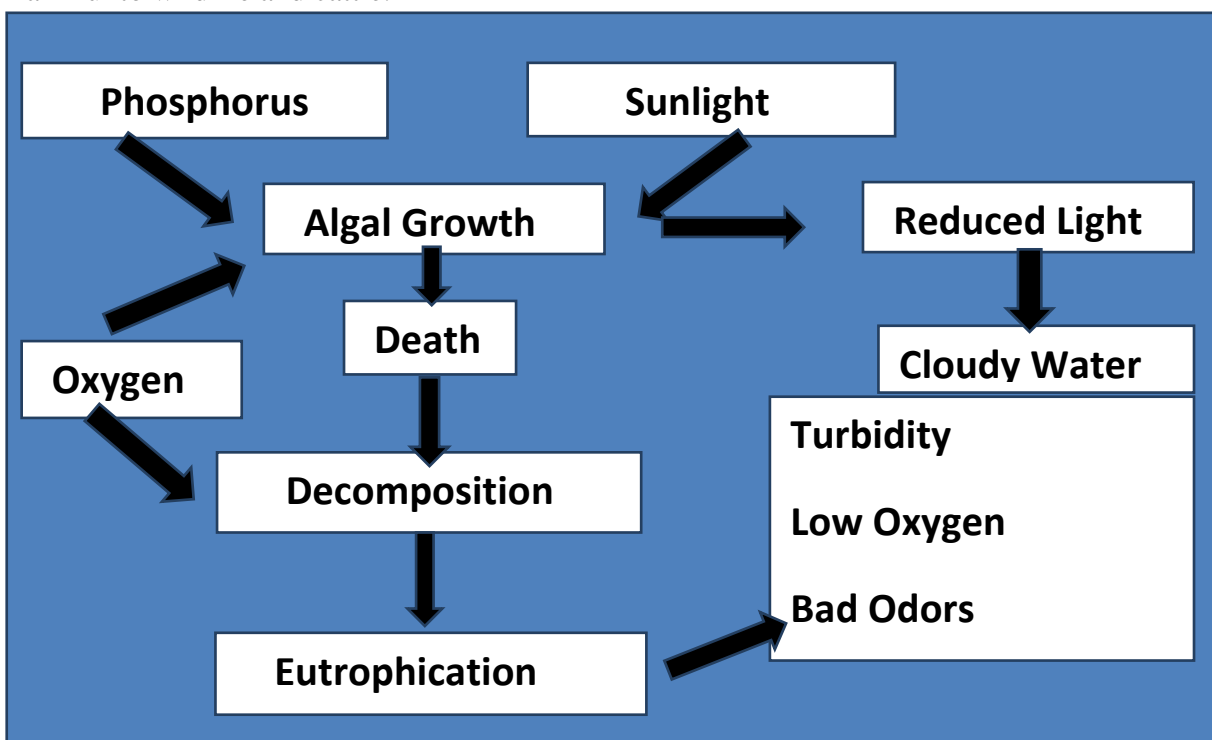 Phosphorus
Sunlight
Algal Growth
Reduced Light
Death
Cloudy Water
Oxygen
Turbidity
Decomposition
Low Oxygen
Bad Odors
Eutrophication